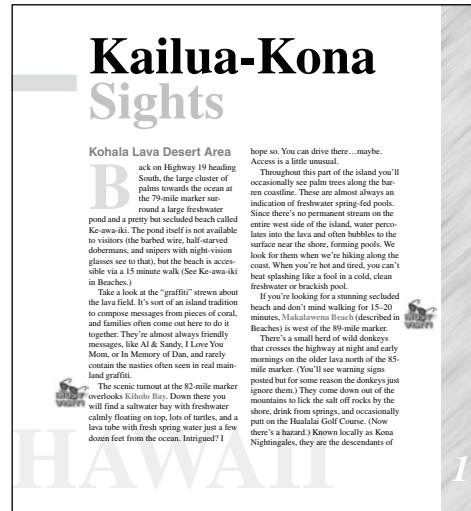 Kailua-Kona
Sights
Kohala Lava Desert Area
Back on Highway 19 heading
South, the large cluster of
palms towards the ocean at
the 79-mile marker sur-
round a large freshwater
pond and a pretty but secluded beach called
Ke-awa-iki. The pond itself is not available
to visitors (the barbed wire, half-starved
dobermans, and snipers with night-vision
glasses see to that), but the beach is acces-
sible via a 15 minute walk (See Ke-awa-iki
in Beaches.)
Take a look at the “graffiti” strewn about
the lava field. It’s sort of an island tradition
to compose messages from pieces of coral,
and families often come out here to do it
together. They’re almost always friendly
messages, like Al & Sandy, I Love You
Mom, or In Memory of Dan, and rarely
contain the nasties often seen in real main-
land graffiti.
The scenic turnout at the 82-mile marker
overlooks Kiholo Bay. Down there you
will find a saltwater bay with freshwater
calmly floating on top, lots of turtles, and a
lava tube with fresh spring water just a few
dozen feet from the ocean. Intrigued? I
hope so. You can drive there…maybe.
Access is a little unusual.
Throughout this part of the island you’ll
occasionally see palm trees along the bar-
ren coastline. These are almost always an
indication of freshwater spring-fed pools.
Since there’s no permanent stream on the
entire west side of the island, water perco-
lates into the lava and often bubbles to the
surface near the shore, forming pools. We
look for them when we’re hiking along the
coast. When you’re hot and tired, you can’t
beat splashing like a fool in a cold, clean
freshwater or brackish pool.
If you’re looking for a stunning secluded
beach and don’t mind walking for 15–20
minutes, Makalawena Beach (described in
Beaches) is west of the 89-mile marker.
There’s a small herd of wild donkeys
that crosses the highway at night and early
mornings on the older lava north of the 85-
mile marker. (You’ll see warning signs
posted but for some reason the donkeys just
ignore them.) They come down out of the
mountains to lick the salt off rocks by the
shore, drink from springs, and occasionally
putt on the Hualalai Golf Course. (Now
there’s a hazard.) Known locally as Kona
Nightingales, they are the descendants of
HAWAII
1